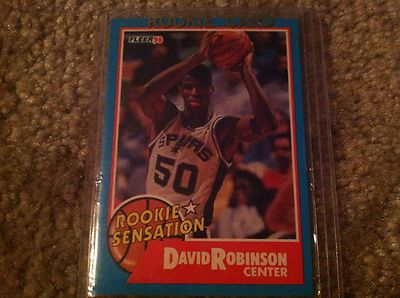 ROOKIE CARD
FLEER 90
SPURS
50
ROOKIE
SENSATION
DAVID ROBINSON
CENTER